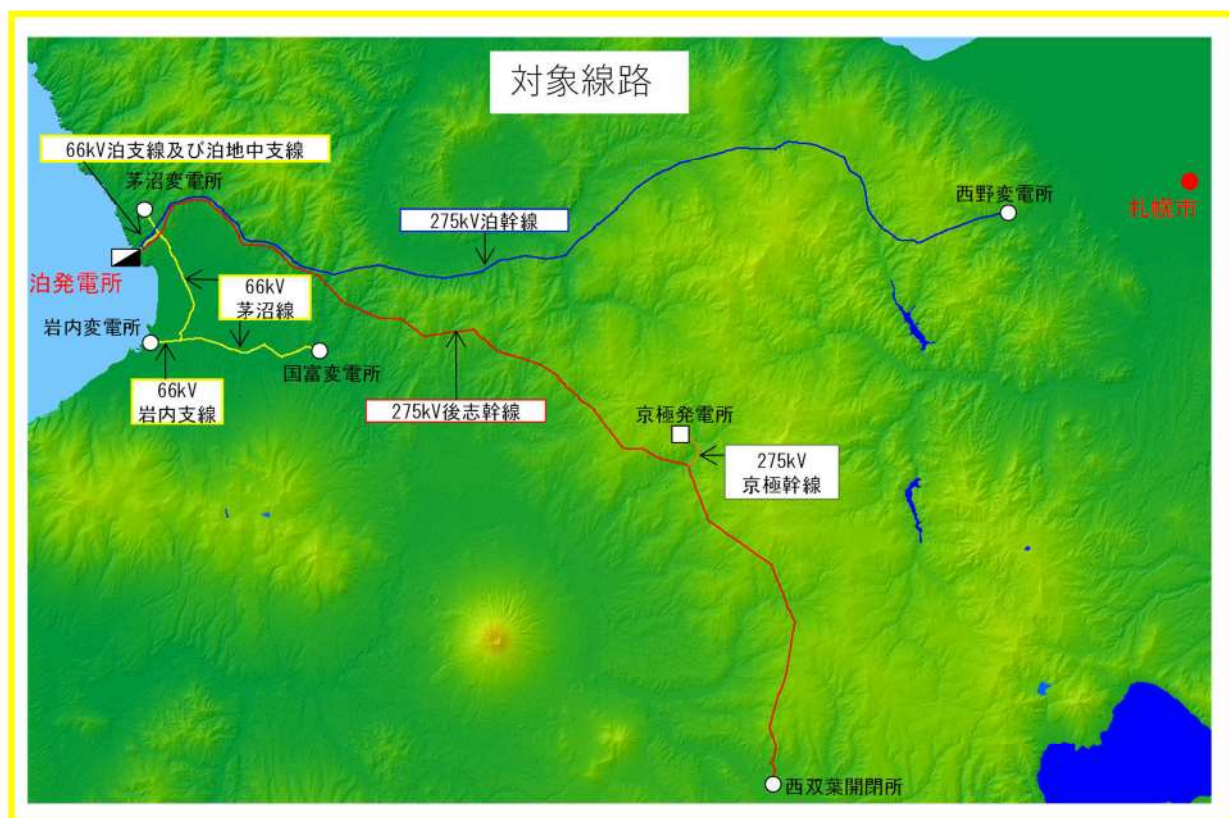 対象線路
66kV泊支線及び泊地中支線
茅沼変電所
西野変電所
札幌市
275kV泊幹線
泊発電所
66kV
茅沼線
岩内変電所
国富変電所
66kV
岩内支線
275kV後志幹線
京極発電所
275kV
京極幹線
西双葉開閉所